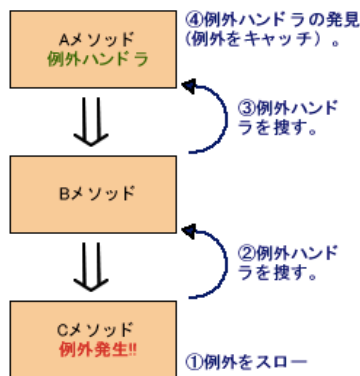 Aメソッド
例外ハンドラ
④例外ハンドラの発見
(例外をキャッチ）。
③例外ハンド
ラを捜す。
Bメソッド
②例外ハンド
ラを捜す。
Cメソッド
例外発生!!
①例外をスロー